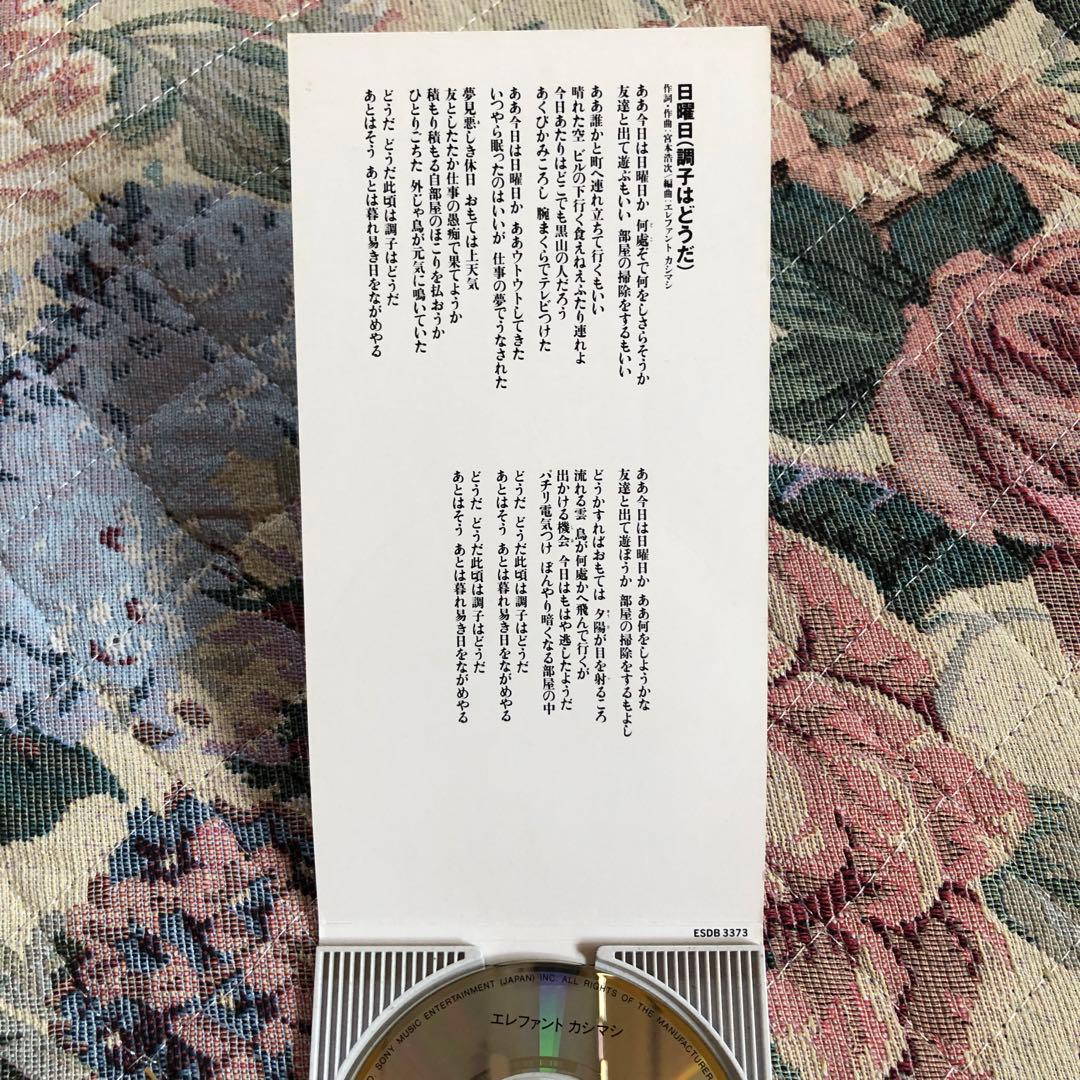 日曜日(調子はどうだ)
作詞・作曲:宮本浩次/編曲:エレファント カシマシ
ああ今日は日曜日か 何處ぞで何をしさらそうか
友達と出て遊ぶもいい 部屋の掃除をするもいい
ああ誰かと町へ連れ立ちて行くもいい
晴れた空 ビルの下行く食えねえふたり連れよ
今日あたりはどこでも黒山の人だろう
あくびかみころし 腕まくらでテレビつけた
ああ今日は日曜日か ああウトウトしてきた
いつやら眠ったのはいいが 仕事の夢でうなされた
夢見悪しき休日 おもては上天気
友としたたか仕事の愚痴で果てようか
積もり積もる自部屋のほこりを払おうか
ひとりごちた 外じゃ鳥が元気に鳴いていた
どうだ どうだ此頃は調子はどうだ
あとはそう あとは暮れ易き日をながめやる
ああ今日は日曜日か ああ何をしようかな
友達と出て遊ぼうか 部屋の掃除をするもよし
どうかすればおもては 夕陽が目を射るころ
流れる雲 鳥が何處かへ飛んで行くが
出かける機会 今日はもはや逃したようだ
パチリ電気つけ ぼんやり暗くなる部屋の中
どうだ どうだ此頃は調子はどうだ
あとはそう あとは暮れ易き日をながめやる
どうだ どうだ此頃は調子はどうだ
あとはそう あとは暮れ易き日をながめやる
ESDB 3373
SONY MUSIC ENTERTAINMENT (JAPAN) INC. ALL RIGHTS OF THE MANUFACTURER
エレファント カシマシ